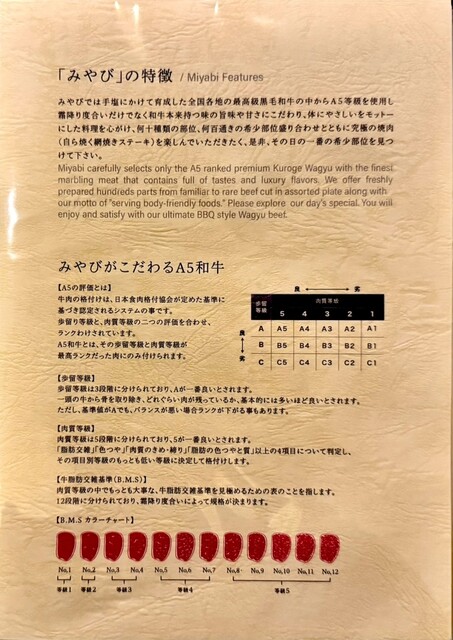 「みやび」の特徴 / Miyabi Features
みやびでは手塩にかけて育成した全国各地の最高級黒毛和牛の中からA5等級を使用し
霜降り度合いだけでなく和牛本来持つ味の旨味や甘さにこだわり、体にやさしいをモットー
にした料理を心がけ、何十種類の部位、何百通りの希少部位盛り合わせとともに究極の焼肉
(自ら焼く網焼きステーキ)を楽しんでいただきたく、是非、その日の一番の希少部位を見つ
けて下さい。
Miyabi carefully selects only the A5 ranked premium Kuroge Wagyu with the finest
marbling meat that contains full of tastes and luxury flavors. We offer freshly
prepared hundreds parts from familiar to rare beef cut in assorted plate along with
our motto of "serving body-friendly foods." Please explore our day's special. You will
enjoy and satisfy with our ultimate BBQ style Wagyu beef.
みやびがこだわるA5和牛
【A5の評価とは】
牛肉の格付けは、日本食肉格付協会が定めた基準に
基づき認定されるシステムの事です。
歩留り等級と、肉質等級の二つの評価を合わせ、
ランクわけされています。
A5和牛とは、その歩留等級と肉質等級が
最高ランクだった肉にのみ付けられます。
良 劣
歩留等級 肉質等級
5 4 3 2 1
A A5 A4 A3 A2 A1
B B5 B4 B3 B2 B1
C C5 C4 C3 C2 C1
良
劣
【歩留等級】
歩留等級は3段階に分けられており、Aが一番良いとされます。
一頭の牛から骨を取り除き、どれぐらい肉が残っているか、基本的には多いほど良いとされます。
ただし、基準値がAでも、バランスが悪い場合ランクが下がる事もあります。
【肉質等級】
肉質等級は5段階に分けられており、5が一番良いとされます。
「脂肪交雑」「色つや」「肉質のきめ・締り」「脂肪の色つやと質」以上の4項目について判定し、
その項目別等級のもっとも低い等級に決定して格付けします。
【牛脂肪交雑基準(B.M.S)】
肉質等級の中でもっとも大事な、牛脂肪交雑基準を見極めるための表のことを指します。
12段階に分けられており、霜降り度合いによって規格が決まります。
【B.M.S カラーチャート】
No,1 No,2 No,3 No,4 No,5 No,6 No,7 No,8 No,9 No,10 No,11 No,12
等級1 等級2 等級3 等級4 等級5